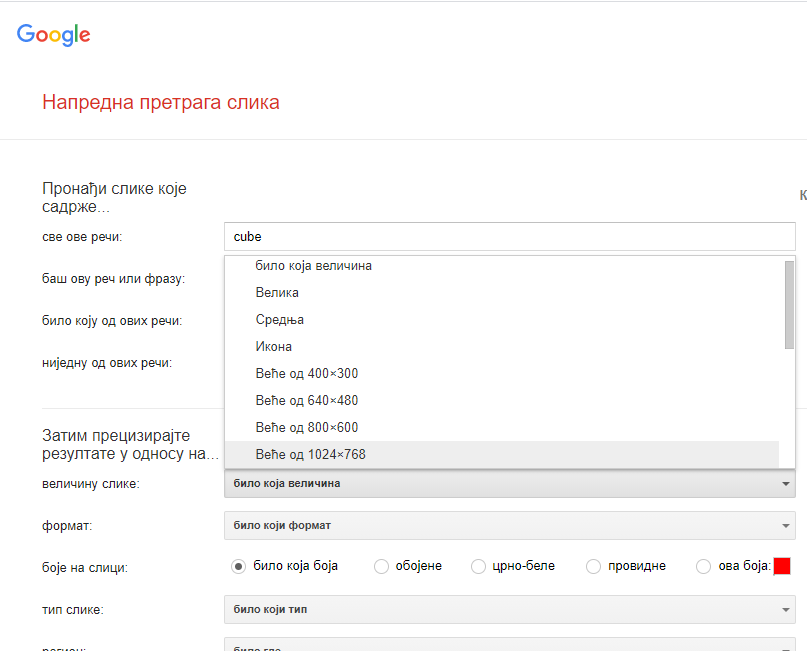 Google
Напредна претрага слика
Пронађи слике које
садрже...
К
све ове речи:
cube
баш ову реч или фразу:
било коју од ових речи:
ниједну од ових речи:
било која величина
Велика
Средња
Икона
Веће од 400×300
Веће од 640×480
Веће од 800×600
Веће од 1024×768
Затим прецизирајте
резултате у односу на...
величину слике:
било која величина
формат:
било који формат
боје на слици:
било која боја
обојене
црно-беле
провидне
ова боја:
тип слике:
било који тип
регион:
било где